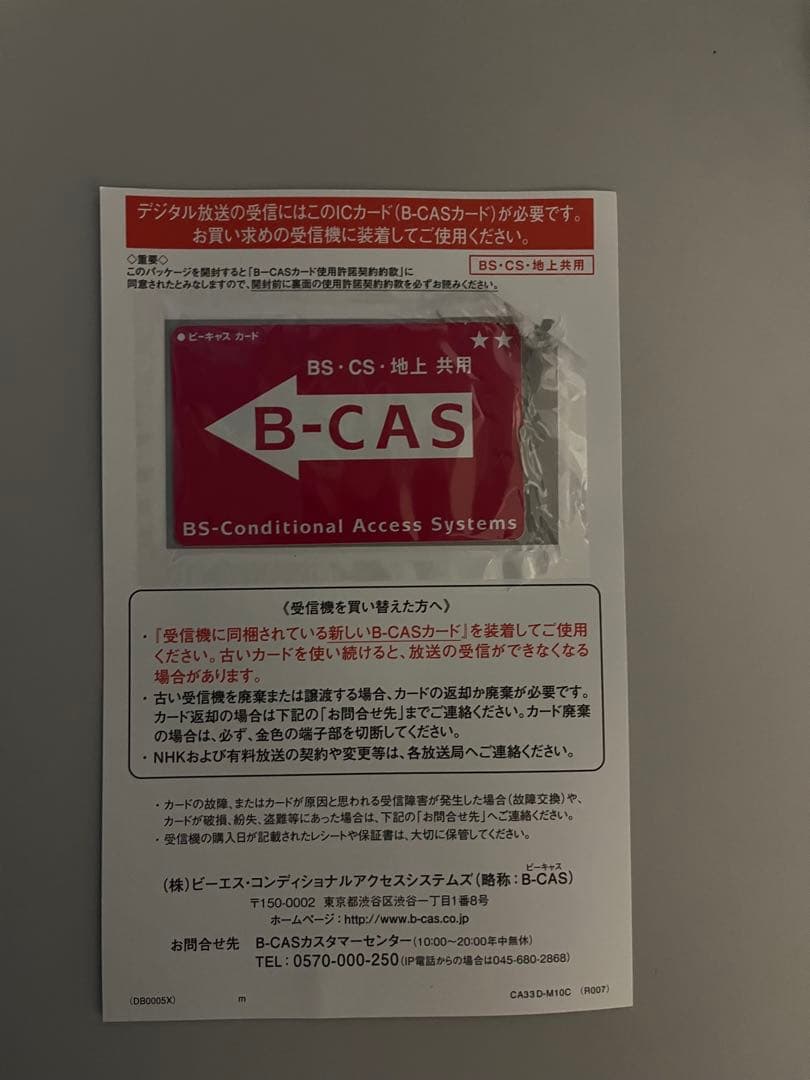 デジタル放送の受信にはこのICカード(B-CASカード)が必要です。
お買い求めの受信機に装着してご使用ください。
◇重要◇
このパッケージを開封すると「B-CASカード使用許諾契約約款」に
同意されたとみなしますので、開封前に裏面の使用許諾契約約款を必ずお読みください。
BS・CS・地上共用
●ビーキャス カード
★★
BS・CS・地上 共用
B-CAS
BS-Conditional Access Systems
《受信機を買い替えた方へ》
・『受信機に同梱されている新しいB-CASカード』を装着してご使用
ください。古いカードを使い続けると、放送の受信ができなくなる
場合があります。
・古い受信機を廃棄または譲渡する場合、カードの返却か廃棄が必要です。
カード返却の場合は下記の「お問合せ先」までご連絡ください。カード廃棄
の場合は、必ず、金色の端子部を切断してください。
・NHKおよび有料放送の契約や変更等は、各放送局へご連絡ください。
・カードの故障、またはカードが原因と思われる受信障害が発生した場合(故障交換)や、
カードが破損、紛失、盗難等にあった場合は、下記の「お問合せ先」へご連絡ください。
・受信機の購入日が記載されたレシートや保証書は、大切に保管してください。
ビーキャス
(株)ビーエス・コンディショナルアクセスシステムズ(略称:B-CAS)
〒150-0002 東京都渋谷区渋谷一丁目1番8号
ホームページ:http://www.b-cas.co.jp
お問合せ先 B-CASカスタマーセンター(10:00~20:00年中無休)
TEL:0570-000-250(IP電話からの場合は045-680-2868)
(DB0005X) m CA33D-M10C (R007)